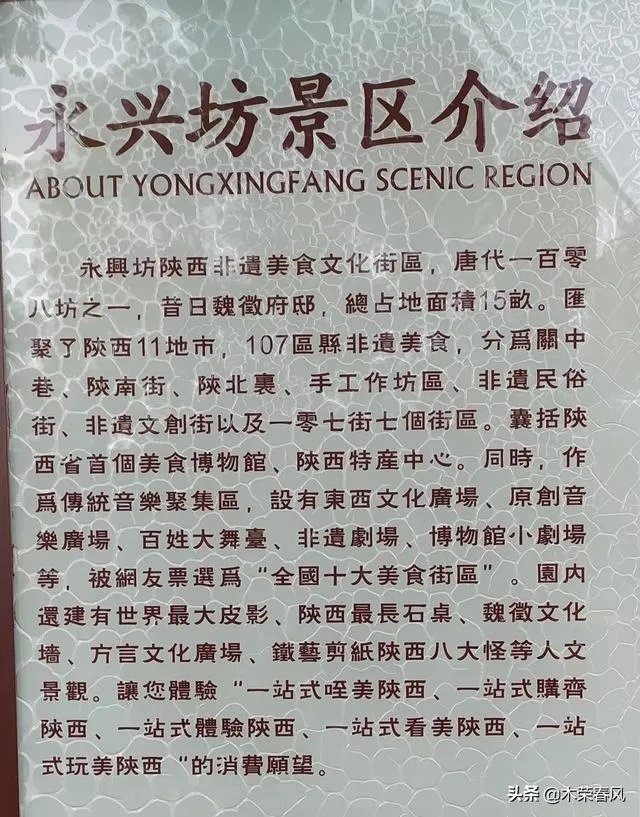 永兴坊景区介绍
ABOUT YONGXINGFANG SCENIC REGION
永興坊陝西非遺美食文化街區，唐代一百零
八坊之一，昔日魏徵府邸，總占地面積15畝。匯
聚了陝西11地市，107區縣非遺美食，分爲關中
巷、陝南街、陝北裏、手工作坊區、非遺民俗
街、非遺文創街以及一零七街七個街區。囊括陝
西省首個美食博物館、陝西特産中心。同時，作
爲傳統音樂聚集區，設有東西文化廣場、原創音
樂廣場、百姓大舞臺、非遺劇場、博物館小劇場
等，被網友票選爲“全國十大美食街區”。園内
還建有世界最大皮影、陝西最長石桌、魏徵文化
墻、方言文化廣場、鐵藝剪紙陝西八大怪等人文
景觀。讓您體驗“一站式咥美陝西、一站式購齊
陝西、一站式體驗陝西、一站式看美陝西、一站
式玩美陝西“的消費願望。
头条 @木荣春风